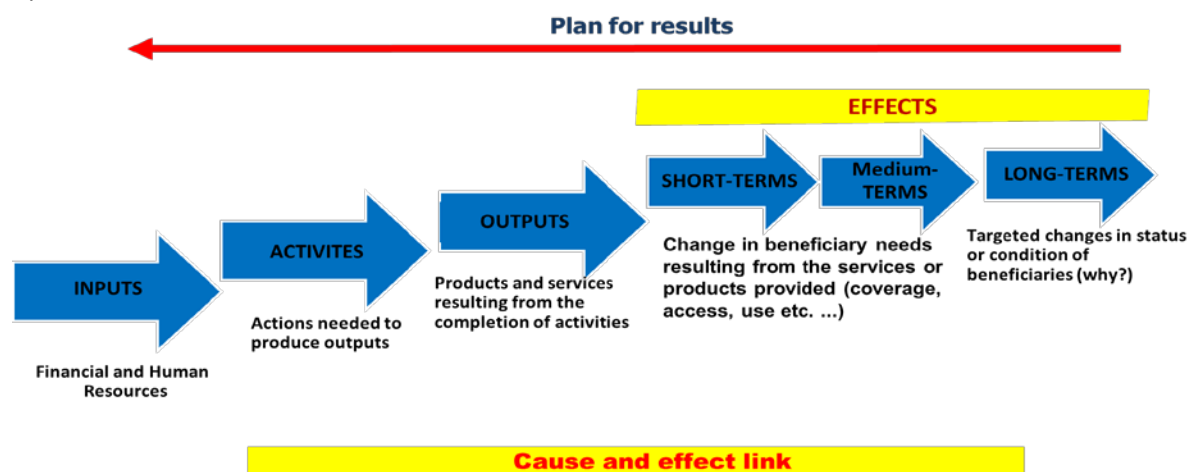 Plan for results
EFFECTS
SHORT-TERMS
Medium-
TERMS
LONG-TERMS
OUTPUTS
ACTIVITES
INPUTS
Change in beneficiary needs
resulting from the services or
products provided (coverage,
access, use etc. ...)
Targeted changes in status
or condition of
beneficiaries (why?)
Products and services
resulting from the
completion of activities
Actions needed to
produce outputs
Financial and Human
Resources
Cause and effect link